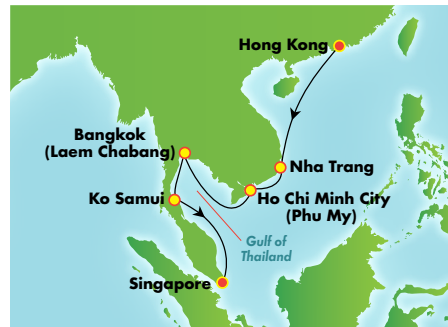 Hong Kong
Bangkok
(Laem Chabang)
Nha Trang
Ko Samui
Ho Chi Minh City
(Phu My)
Gulf of
Thailand
Singapore